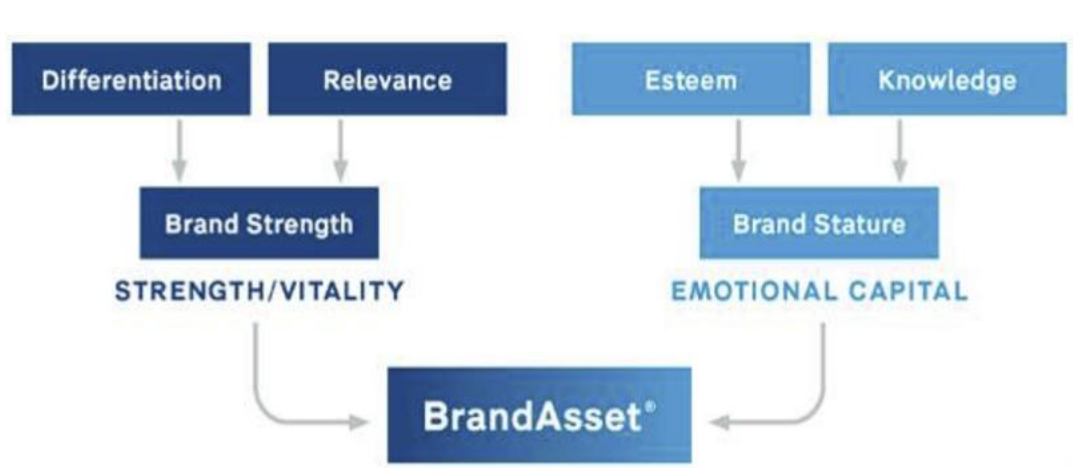 Differentiation
Relevance
Esteem
Knowledge
Brand Strength
Brand Stature
STRENGTH/VITALITY
EMOTIONAL CAPITAL
BrandAsset®